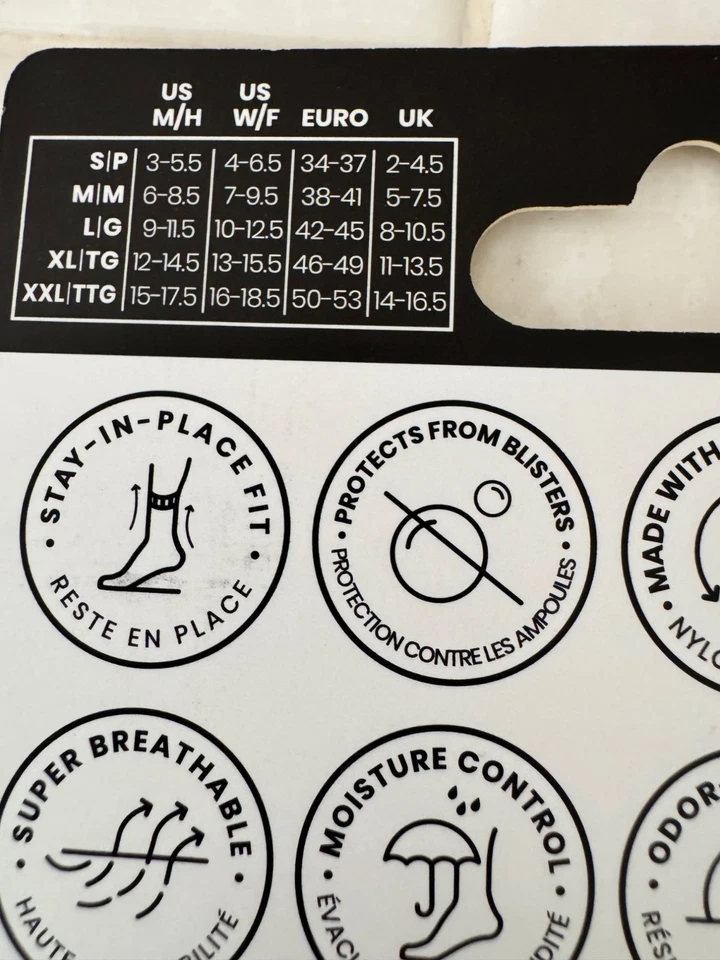 US US
M/H W/F EURO UK
S|P 3-5.5 4-6.5 34-37 2-4.5
M|M 6-8.5 7-9.5 38-41 5-7.5
L|G 9-11.5 10-12.5 42-45 8-10.5
XL|TG 12-14.5 13-15.5 46-49 11-13.5
XXL|TTG 15-17.5 16-18.5 50-53 14-16.5
STAY-IN-PLACE FIT
• RESTE EN PLACE •
PROTECTS FROM BLISTERS
• PROTECTION CONTRE LES AMPOULES •
MADE WITH
•
SUPER BREATHABLE
• HAUTE •
MOISTURE CONTROL
• •